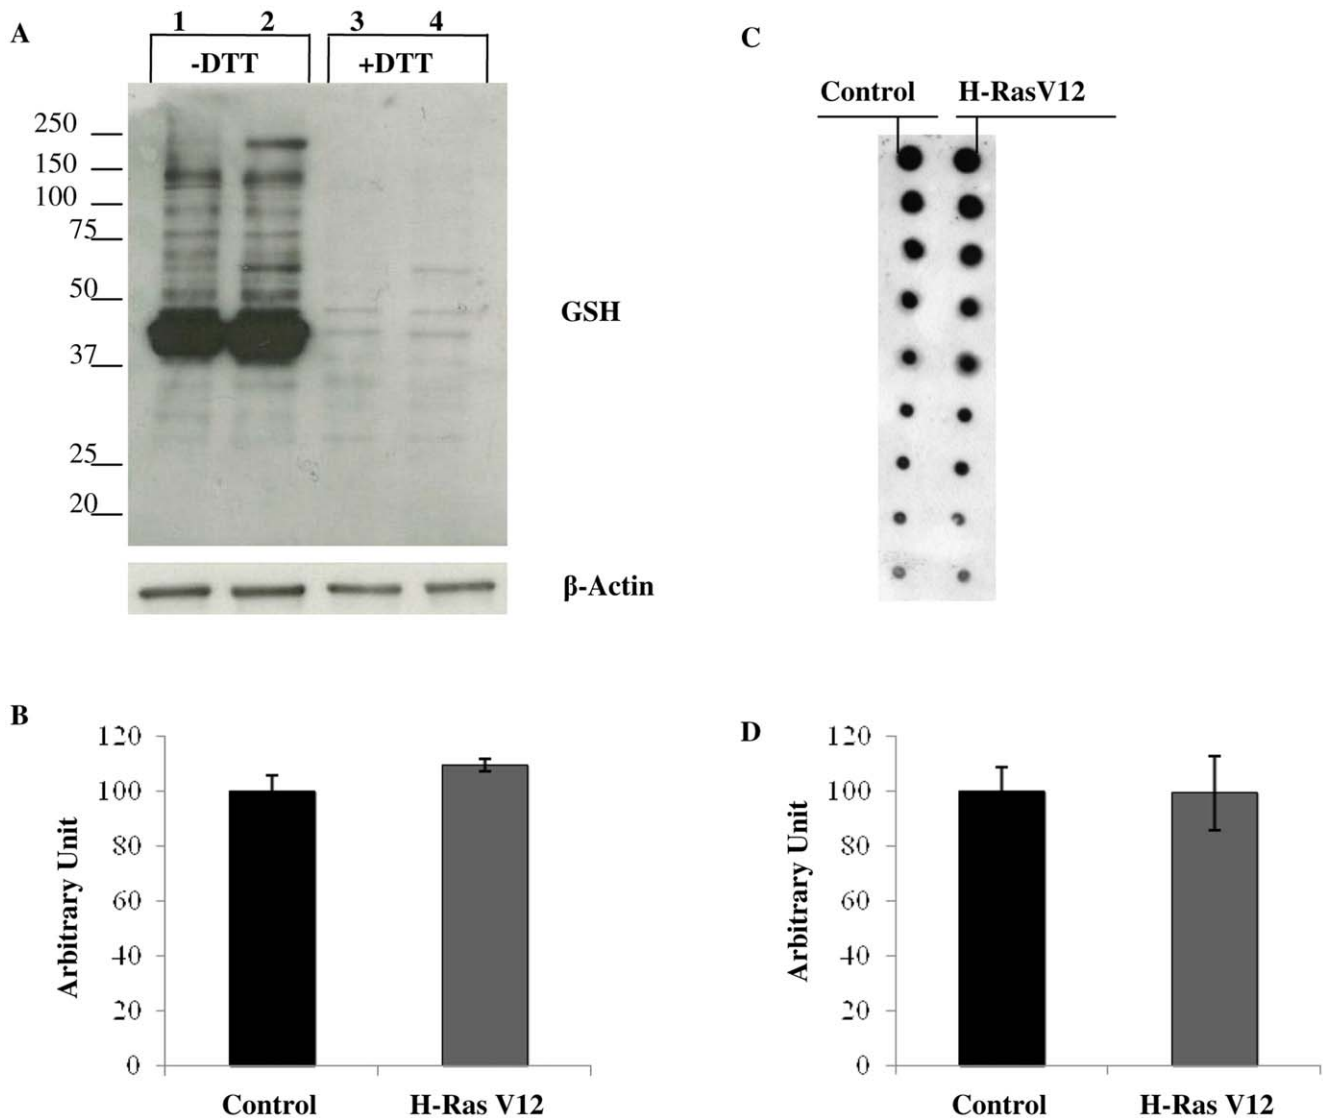 A
1 2 3 4
-DTT +DTT
250
150
100
75
50
37
25
20
GSH
β-Actin
C
Control H-RasV12
B
120
100
80
60
40
20
0
Arbitrary Unit
Control H-Ras V12
D
120
100
80
60
40
20
0
Arbitrary Unit
Control H-Ras V12